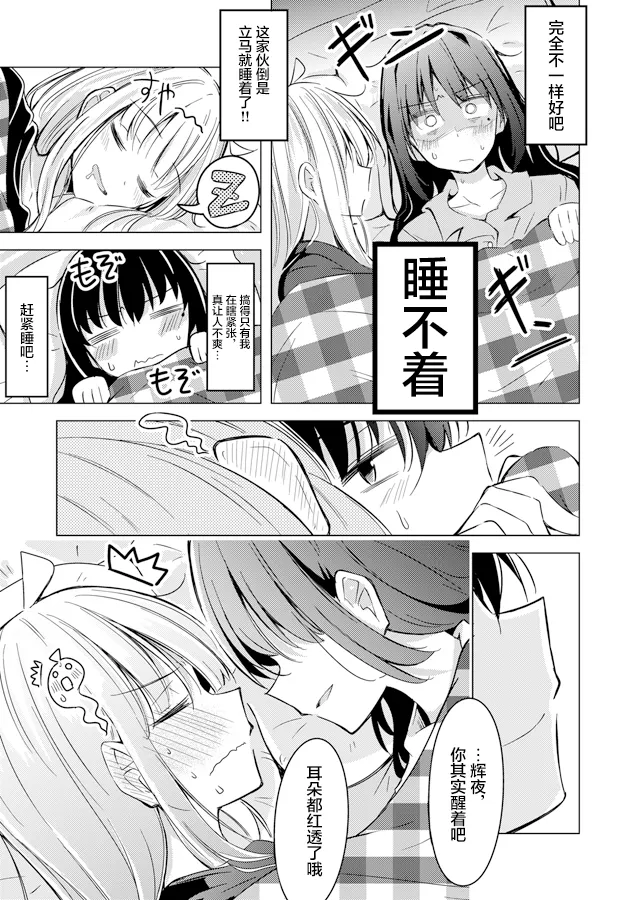 完全不一样好吧
ギンギン
睡不着
这家伙倒是
立马就睡着了!!
すやぁ
Z
もぞ
搞得只有我
在瞎紧张,
真让人不爽…
もぞ
赶紧睡吧…
…辉夜,
你其实醒着吧
耳朵都
红透了哦